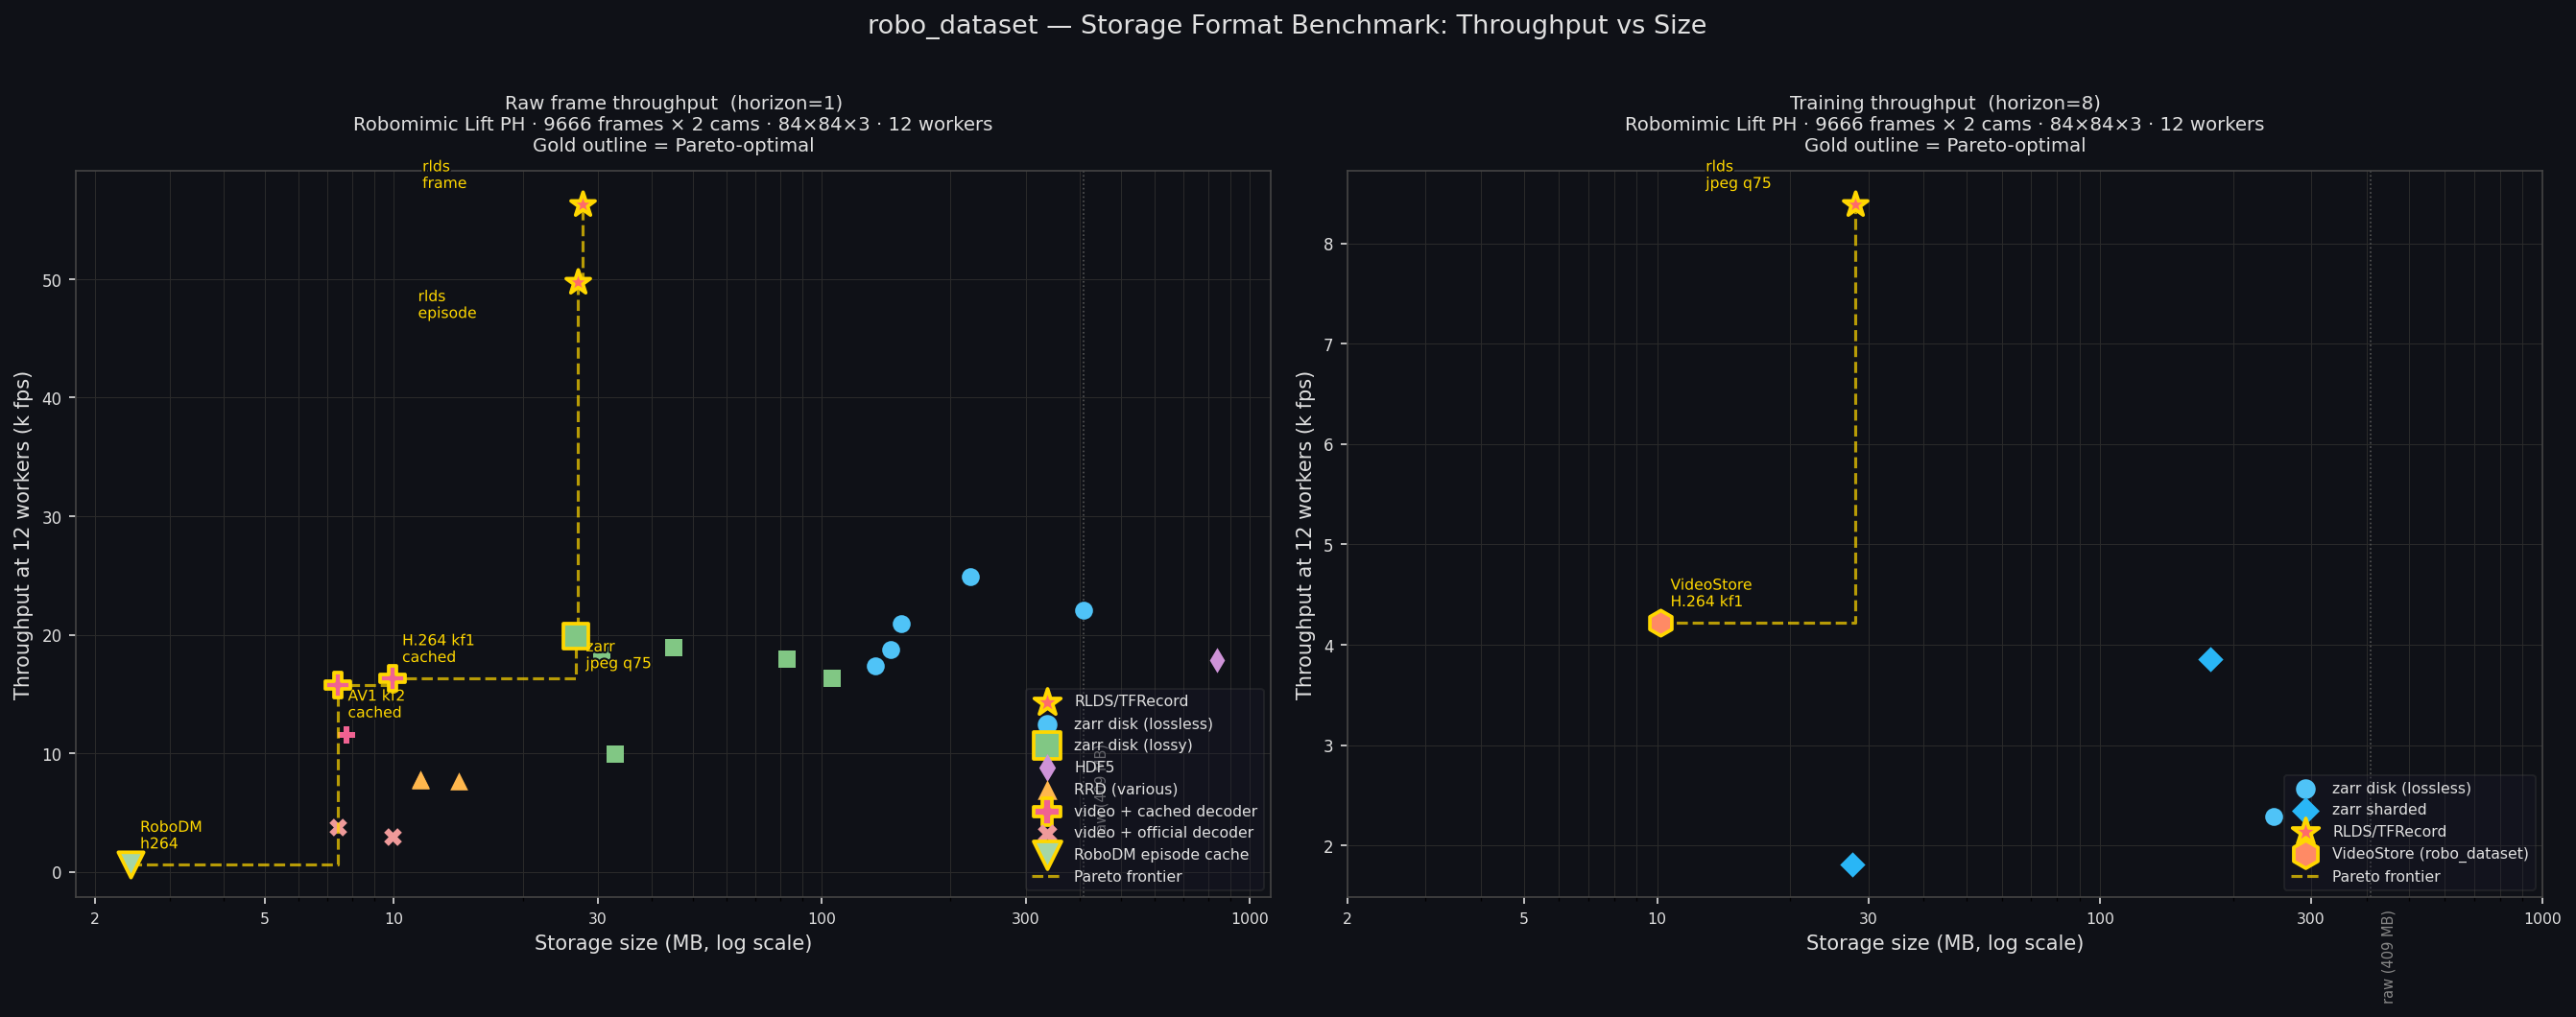 robo_dataset — Storage Format Benchmark: Throughput vs Size
Raw frame throughput (horizon=1)
Robomimic Lift PH · 9666 frames × 2 cams · 84×84×3 · 12 workers
Gold outline = Pareto-optimal
Throughput at 12 workers (k fps)
50
40
30
20
10
0
rlds
frame
rlds
episode
H.264 kf1
cached
zarr
jpeg q75
AV1 kf2
cached
RoboDM
h264
RLDS/TFRecord
zarr disk (lossless)
zarr disk (lossy)
HDF5
RRD (various)
video + cached decoder
video + official decoder
RoboDM episode cache
Pareto frontier
raw (409 MB)
2
5
10
30
100
300
1000
Storage size (MB, log scale)
Training throughput (horizon=8)
Robomimic Lift PH · 9666 frames × 2 cams · 84×84×3 · 12 workers
Gold outline = Pareto-optimal
Throughput at 12 workers (k fps)
8
7
6
5
4
3
2
rlds
jpeg q75
VideoStore
H.264 kf1
zarr disk (lossless)
zarr sharded
RLDS/TFRecord
VideoStore (robo_dataset)
Pareto frontier
2
5
10
30
100
300
1000
Storage size (MB, log scale)
raw (409 MB)